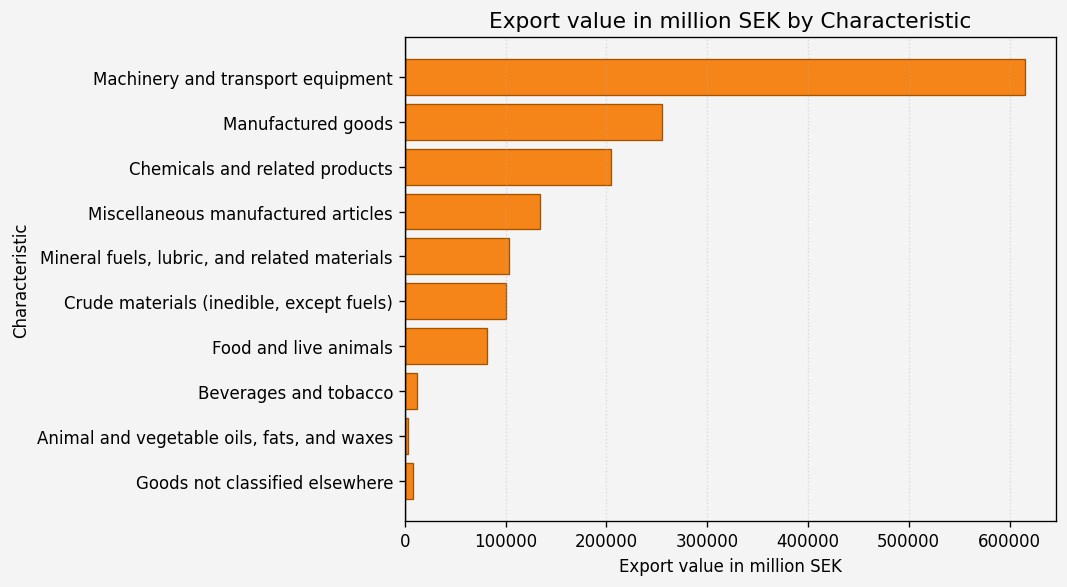 Export value in million SEK by Characteristic
Characteristic
Machinery and transport equipment
Manufactured goods
Chemicals and related products
Miscellaneous manufactured articles
Mineral fuels, lubric, and related materials
Crude materials (inedible, except fuels)
Food and live animals
Beverages and tobacco
Animal and vegetable oils, fats, and waxes
Goods not classified elsewhere
0 100000 200000 300000 400000 500000 600000
Export value in million SEK